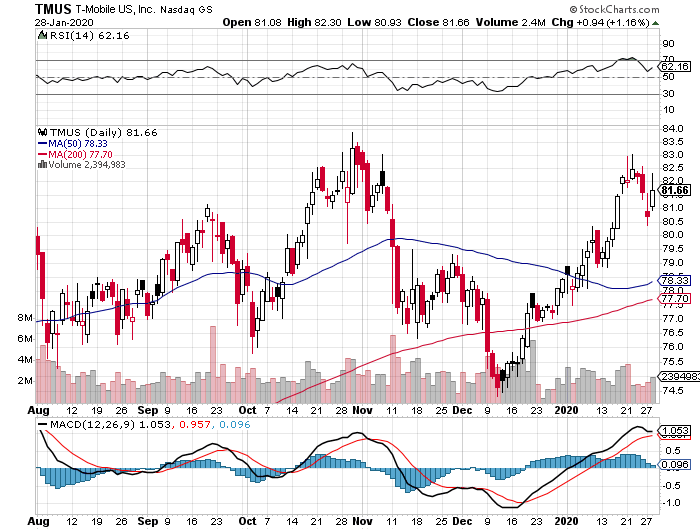 TMUS T-Mobile US, Inc. Nasdaq GS
© StockCharts.com
28-Jan-2020
Open 81.08 High 82.30 Low 80.93 Close 81.66 Volume 2.4M Chg +0.94 (+1.16%)
RSI(14) 62.16
90
70
62.16
50
30
10
TMUS (Daily) 81.66
MA(50) 78.33
MA(200) 77.70
Volume 2,394,983
84.0
83.5
83.0
82.5
82.0
81.66
81.0
80.5
80.0
79.5
79.0
78.5
78.33
78.0
77.70
77.0
76.5
76.0
75.5
75.0
2394983
74.5
8M
6M
4M
2M
Aug 12 19 26 Sep 9 16 23 Oct 7 14 21 28 Nov 11 18 25 Dec 9 16 23 2020 13 21 27
MACD(12,26,9) 1.053, 0.957, 0.096
1.053
0.5
0.096
-0.5
-1.0
Aug 12 19 26 Sep 9 16 23 Oct 7 14 21 28 Nov 11 18 25 Dec 9 16 23 2020 13 21 27